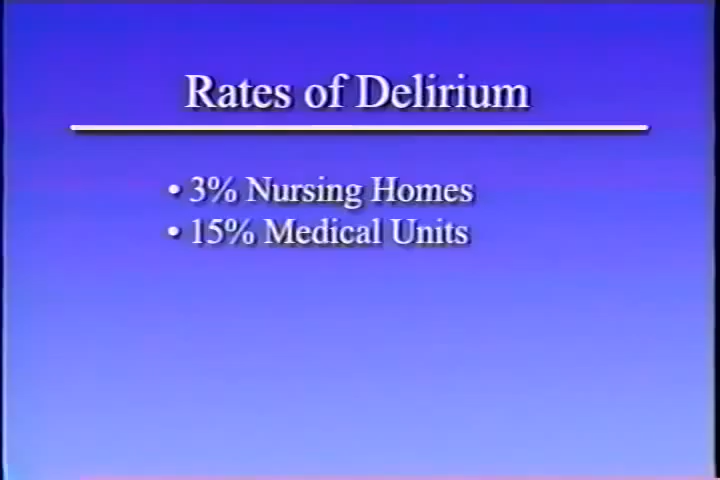 Rates of Delirium
• 3% Nursing Homes
• 15% Medical Units